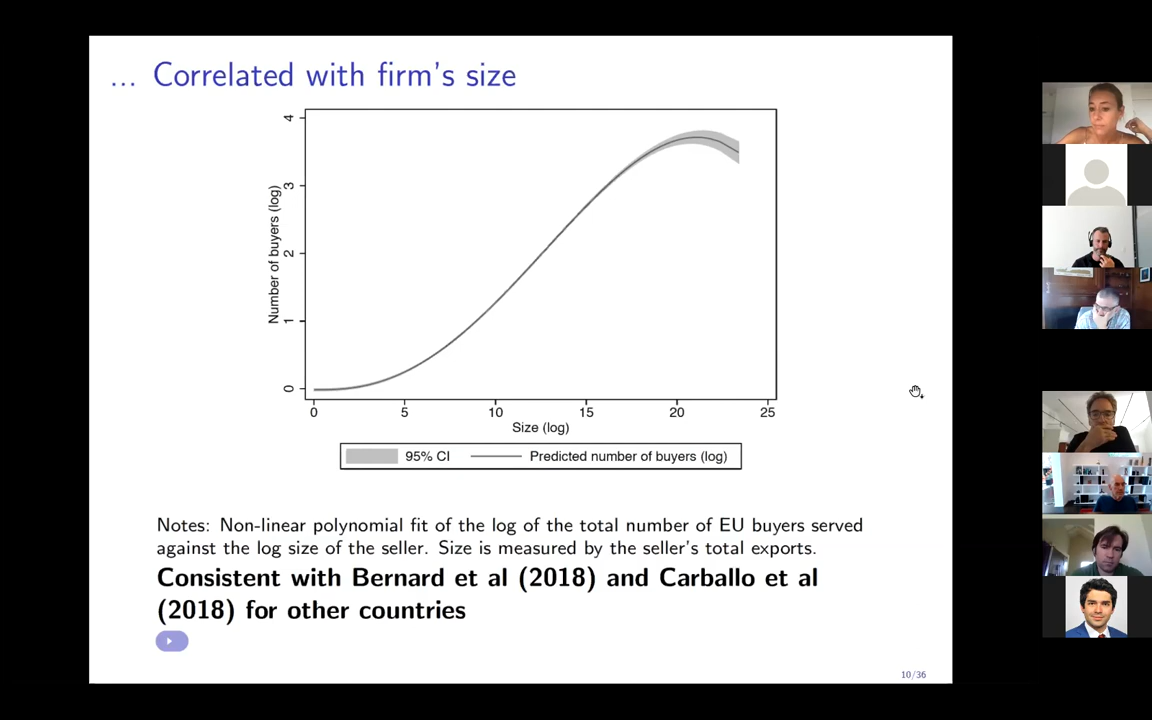 ... Correlated with firm's size
4
3
2
1
0
Number of buyers (log)
0 5 10 15 20 25
Size (log)
95% CI Predicted number of buyers (log)
Notes: Non-linear polynomial fit of the log of the total number of EU buyers served
against the log size of the seller. Size is measured by the seller's total exports.
Consistent with Bernard et al (2018) and Carballo et al
(2018) for other countries
10/36